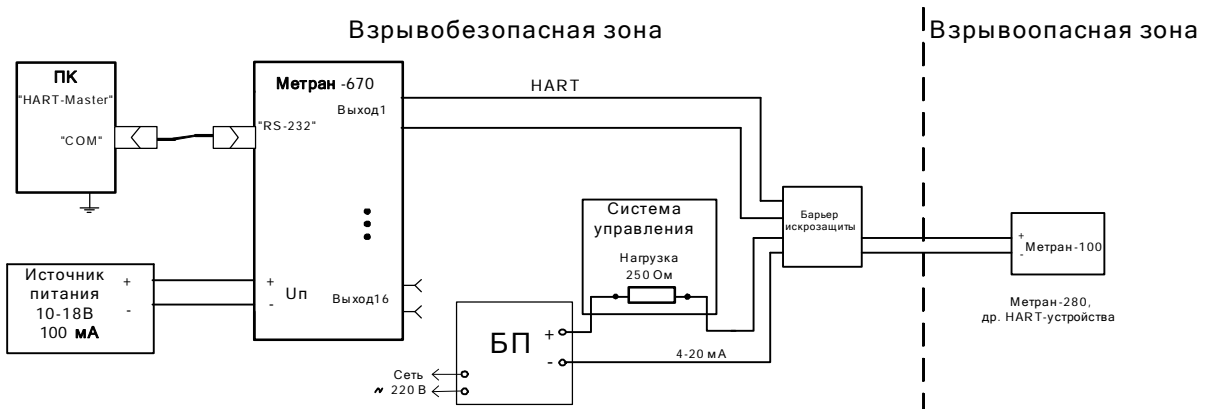 Взрывобезопасная зона
Взрывоопасная зона
ПК
"HART-Master"
"COM"
Метран -670
Выход1
"RS-232"
HART
Источник
питания
10-18В
100 мА
+
-
+
-
Uп
Выход16
Система
управления
Нагрузка
250 Ом
БП
+
-
Сеть
~ 220 В
4-20 мА
Барьер
искрозащиты
+
-
Метран-100
Метран-280,
др. HART-устройства